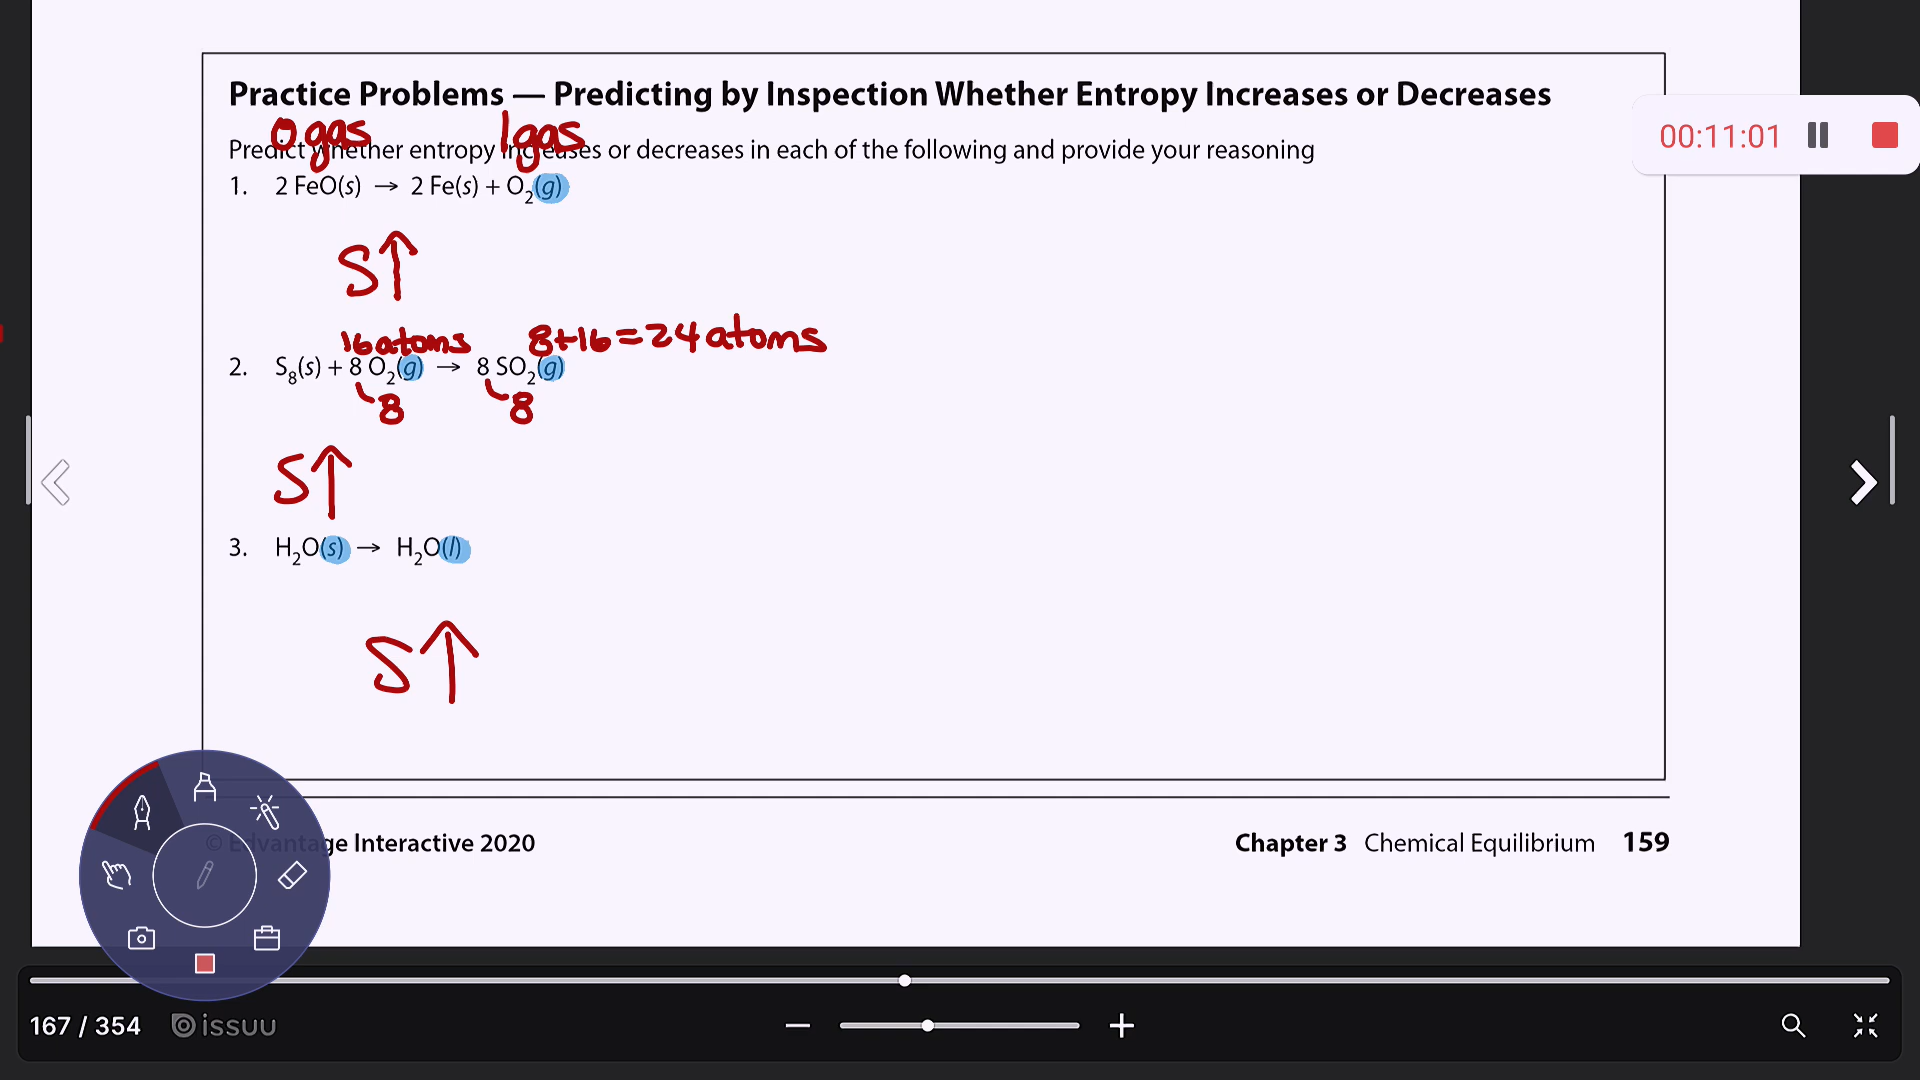 Practice Problems — Predicting by Inspection Whether Entropy Increases or Decreases
0 gas 1 gas
Predict whether entropy increases or decreases in each of the following and provide your reasoning
00:11:01
1. 2 FeO(s) → 2 Fe(s) + O₂(g)
S↑
16 atoms 8+16=24 atoms
2. S₈(s) + 8 O₂(g) → 8 SO₂(g)
8 8
S↑
3. H₂O(s) → H₂O(l)
S↑
© Edvantage Interactive 2020 Chapter 3 Chemical Equilibrium 159
167 / 354 issuu